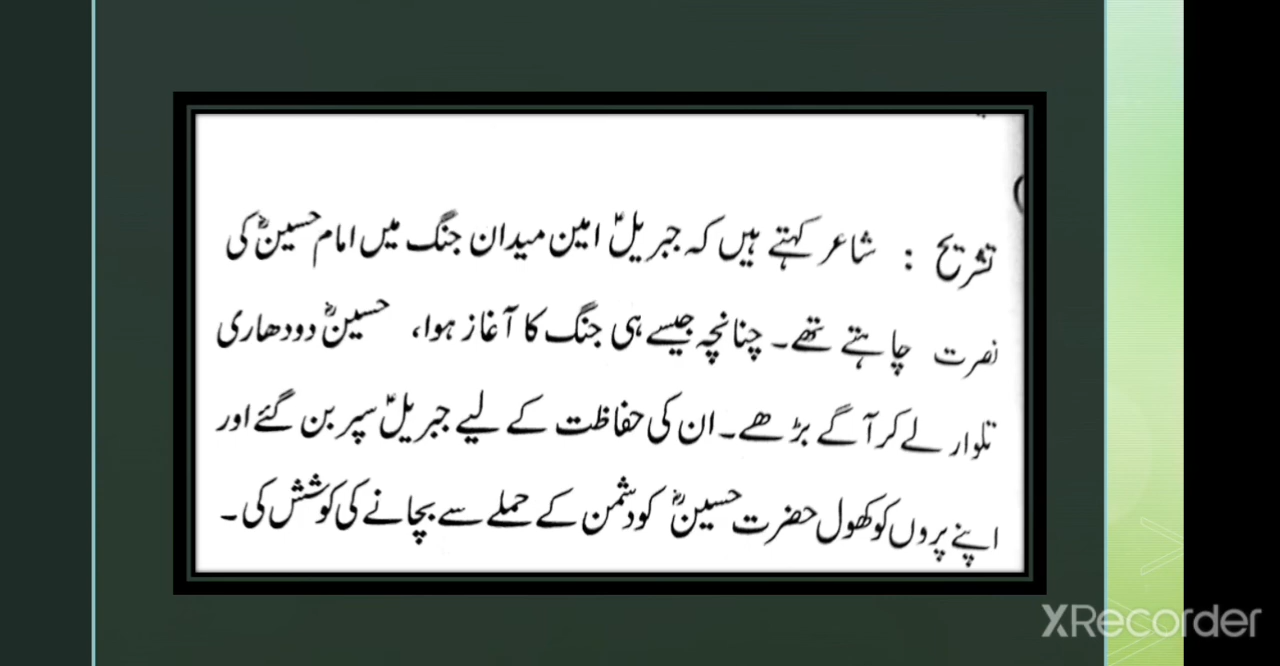 تشریح : شاعر کہتے ہیں کہ جبریلؑ امین میدان جنگ میں امام حسینؓ کی
نصرت چاہتے تھے۔ چنانچہ جیسے ہی جنگ کا آغاز ہوا، حسینؓ دودھاری
تلوار لے کر آگے بڑھے۔ ان کی حفاظت کے لیے جبریلؑ سپر بن گئے اور
اپنے پروں کو کھول حضرت حسینؓ کو دشمن کے حملے سے بچانے کی کوشش کی۔
XRecorder